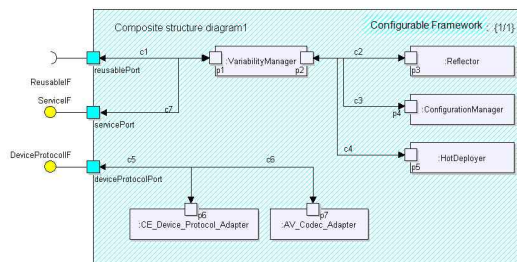 Composite structure diagram1
Configurable Framework : {1/1}
c1
c2
:VariabilityManager
:Reflector
p1
p2
p3
ReusableIF
reusablePort
ServiceIF
c3
:ConfigurationManager
p4
c7
servicePort
DeviceProtocolIF
c4
:HotDeployer
c5
c6
p5
deviceProtocolPort
p6
p7
:CE_Device_Protocol_Adapter
:AV_Codec_Adapter